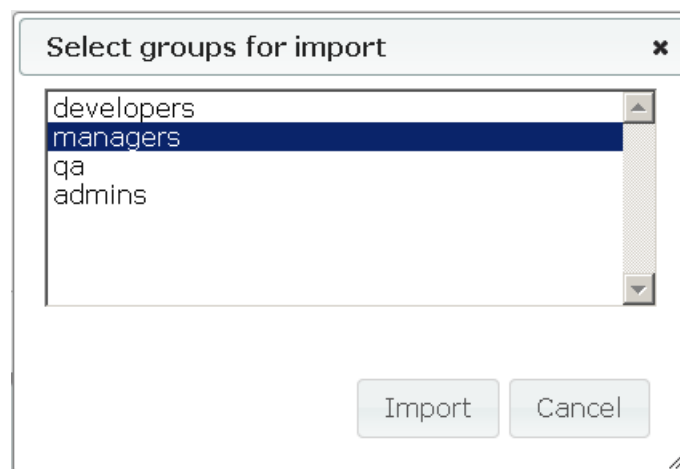 Select groups for import
developers
managers
qa
admins
Import Cancel